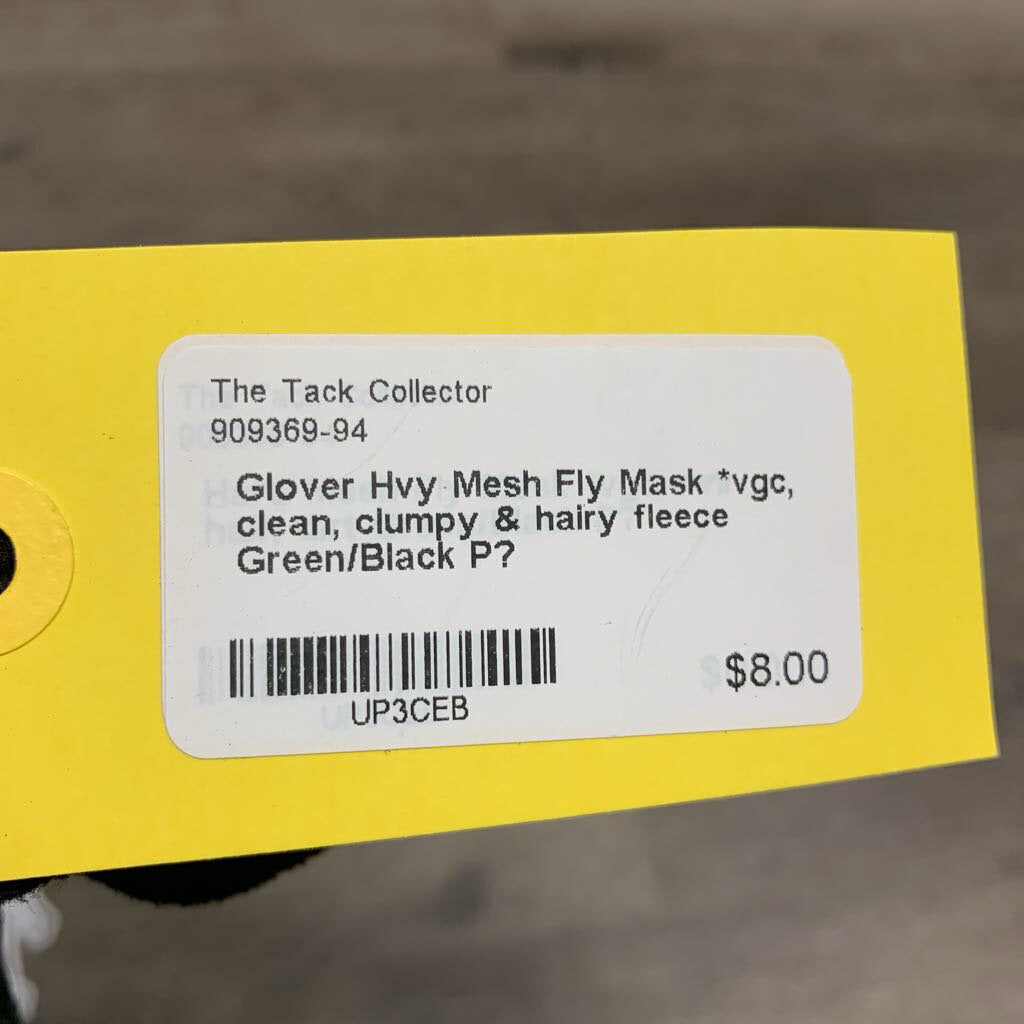 The Tack Collector
909369-94
Glover Hvy Mesh Fly Mask *vgc,
clean, clumpy & hairy fleece
Green/Black P?
UP3CEB
$8.00